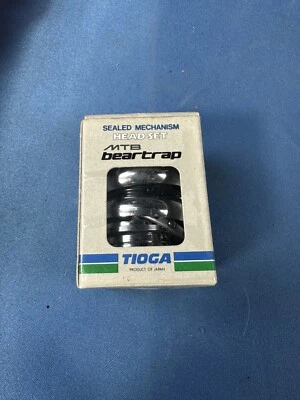 SEALED MECHANISM
HEAD SET
MTB
beartrap
TIOGA
PRODUCT OF JAPAN